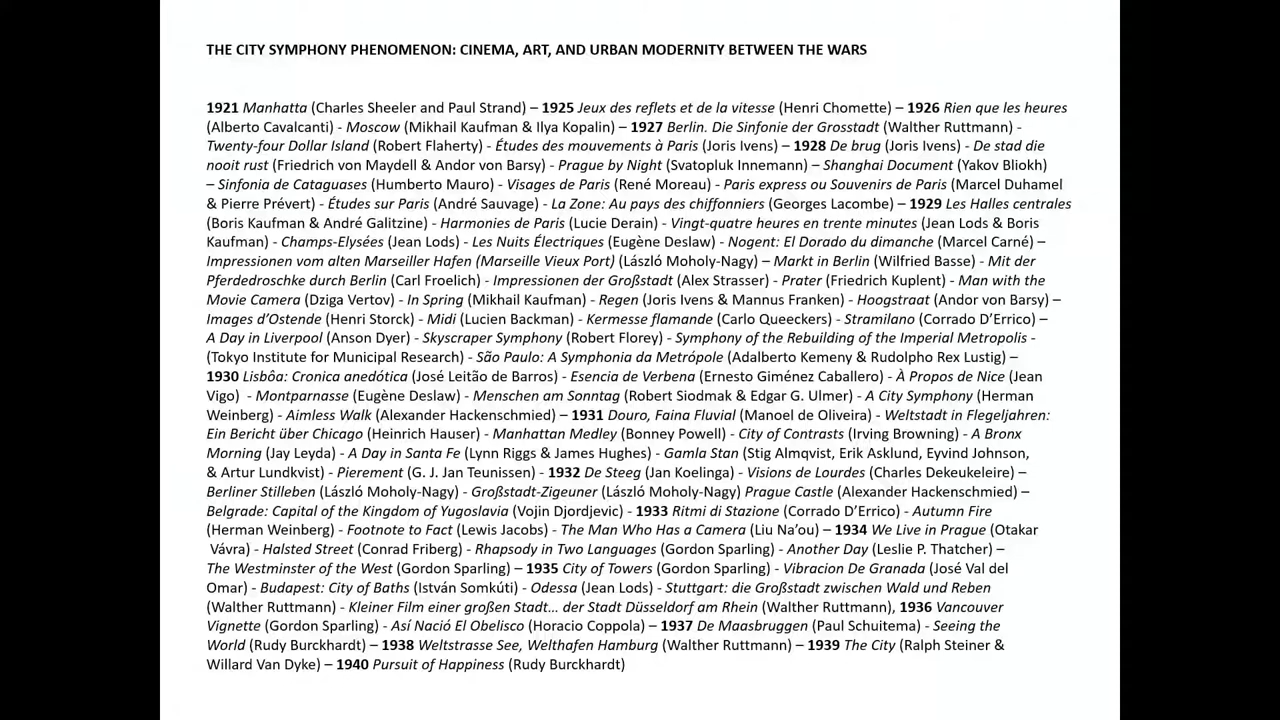 THE CITY SYMPHONY PHENOMENON: CINEMA, ART, AND URBAN MODERNITY BETWEEN THE WARS
1921 Manhatta (Charles Sheeler and Paul Strand) – 1925 Jeux des reflets et de la vitesse (Henri Chomette) – 1926 Rien que les heures
(Alberto Cavalcanti) - Moscow (Mikhail Kaufman & Ilya Kopalin) – 1927 Berlin. Die Sinfonie der Grosstadt (Walther Ruttmann) -
Twenty-four Dollar Island (Robert Flaherty) - Études des mouvements à Paris (Joris Ivens) – 1928 De brug (Joris Ivens) - De stad die
nooit rust (Friedrich von Maydell & Andor von Barsy) - Prague by Night (Svatopluk Innemann) – Shanghai Document (Yakov Bliokh)
– Sinfonia de Cataguases (Humberto Mauro) - Visages de Paris (René Moreau) - Paris express ou Souvenirs de Paris (Marcel Duhamel
& Pierre Prévert) - Études sur Paris (André Sauvage) - La Zone: Au pays des chiffonniers (Georges Lacombe) – 1929 Les Halles centrales
(Boris Kaufman & André Galitzine) - Harmonies de Paris (Lucie Derain) - Vingt-quatre heures en trente minutes (Jean Lods & Boris
Kaufman) - Champs-Elysées (Jean Lods) - Les Nuits Électriques (Eugène Deslaw) - Nogent: El Dorado du dimanche (Marcel Carné) –
Impressionen vom alten Marseiller Hafen (Marseille Vieux Port) (László Moholy-Nagy) – Markt in Berlin (Wilfried Basse) - Mit der
Pferdedroschke durch Berlin (Carl Froelich) - Impressionen der Großstadt (Alex Strasser) - Prater (Friedrich Kuplent) - Man with the
Movie Camera (Dziga Vertov) - In Spring (Mikhail Kaufman) - Regen (Joris Ivens & Mannus Franken) - Hoogstraat (Andor von Barsy) –
Images d’Ostende (Henri Storck) - Midi (Lucien Backman) - Kermesse flamande (Carlo Queeckers) - Stramilano (Corrado D’Errico) –
A Day in Liverpool (Anson Dyer) - Skyscraper Symphony (Robert Florey) - Symphony of the Rebuilding of the Imperial Metropolis -
(Tokyo Institute for Municipal Research) - São Paulo: A Symphonia da Metrópole (Adalberto Kemeny & Rudolpho Rex Lustig) –
1930 Lisbôa: Cronica anedótica (José Leitão de Barros) - Esencia de Verbena (Ernesto Giménez Caballero) - À Propos de Nice (Jean
Vigo) - Montparnasse (Eugène Deslaw) - Menschen am Sonntag (Robert Siodmak & Edgar G. Ulmer) - A City Symphony (Herman
Weinberg) - Aimless Walk (Alexander Hackenschmied) – 1931 Douro, Faina Fluvial (Manoel de Oliveira) - Weltstadt in Flegeljahren:
Ein Bericht über Chicago (Heinrich Hauser) - Manhattan Medley (Bonney Powell) - City of Contrasts (Irving Browning) - A Bronx
Morning (Jay Leyda) - A Day in Santa Fe (Lynn Riggs & James Hughes) - Gamla Stan (Stig Almqvist, Erik Asklund, Eyvind Johnson,
& Artur Lundkvist) - Pierement (G. J. Jan Teunissen) - 1932 De Steeg (Jan Koelinga) - Visions de Lourdes (Charles Dekeukeleire) –
Berliner Stilleben (László Moholy-Nagy) - Großstadt-Zigeuner (László Moholy-Nagy) Prague Castle (Alexander Hackenschmied) –
Belgrade: Capital of the Kingdom of Yugoslavia (Vojin Djordjevic) - 1933 Ritmi di Stazione (Corrado D’Errico) - Autumn Fire
(Herman Weinberg) - Footnote to Fact (Lewis Jacobs) - The Man Who Has a Camera (Liu Na’ou) – 1934 We Live in Prague (Otakar
Vávra) - Halsted Street (Conrad Friberg) - Rhapsody in Two Languages (Gordon Sparling) - Another Day (Leslie P. Thatcher) –
The Westminster of the West (Gordon Sparling) – 1935 City of Towers (Gordon Sparling) - Vibracion De Granada (José Val del
Omar) - Budapest: City of Baths (István Somkúti) - Odessa (Jean Lods) - Stuttgart: die Großstadt zwischen Wald und Reben
(Walther Ruttmann) - Kleiner Film einer großen Stadt… der Stadt Düsseldorf am Rhein (Walther Ruttmann), 1936 Vancouver
Vignette (Gordon Sparling) - Así Nació El Obelisco (Horacio Coppola) – 1937 De Maasbruggen (Paul Schuitema) - Seeing the
World (Rudy Burckhardt) – 1938 Weltstrasse See, Welthafen Hamburg (Walther Ruttmann) – 1939 The City (Ralph Steiner &
Willard Van Dyke) – 1940 Pursuit of Happiness (Rudy Burckhardt)